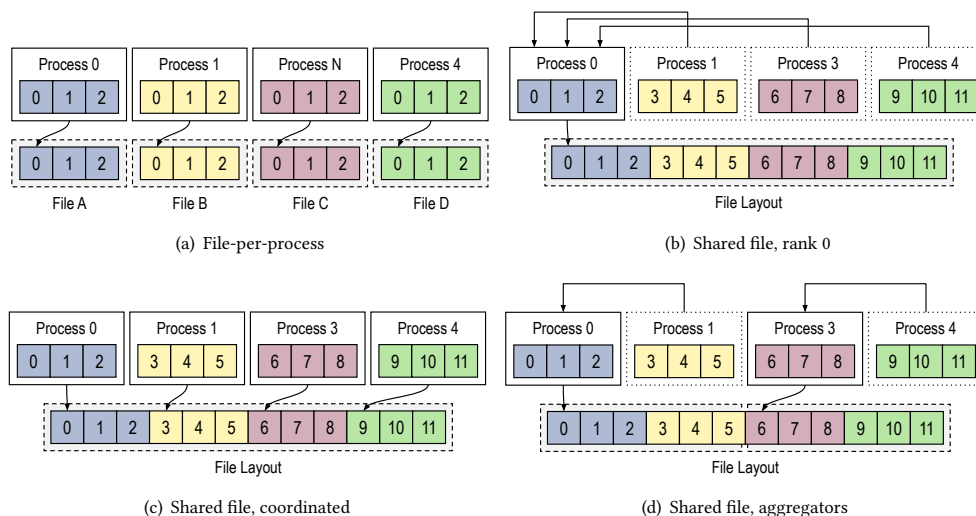 Process 0 Process 1 Process N Process 4
0 1 2 0 1 2 0 1 2 0 1 2
0 1 2 0 1 2 0 1 2 0 1 2
File A File B File C File D
(a) File-per-process
Process 0 Process 1 Process 3 Process 4
0 1 2 3 4 5 6 7 8 9 10 11
0 1 2 3 4 5 6 7 8 9 10 11
File Layout
(b) Shared file, rank 0
Process 0 Process 1 Process 3 Process 4
0 1 2 3 4 5 6 7 8 9 10 11
0 1 2 3 4 5 6 7 8 9 10 11
File Layout
(c) Shared file, coordinated
Process 0 Process 1 Process 3 Process 4
0 1 2 3 4 5 6 7 8 9 10 11
0 1 2 3 4 5 6 7 8 9 10 11
File Layout
(d) Shared file, aggregators